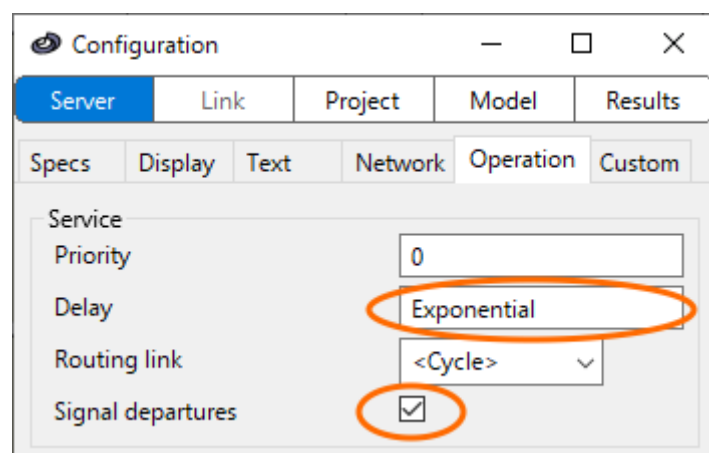 Configuration
Server Link Project Model Results
Specs Display Text Network Operation Custom
Service
Priority 0
Delay Exponential
Routing link <Cycle>
Signal departures